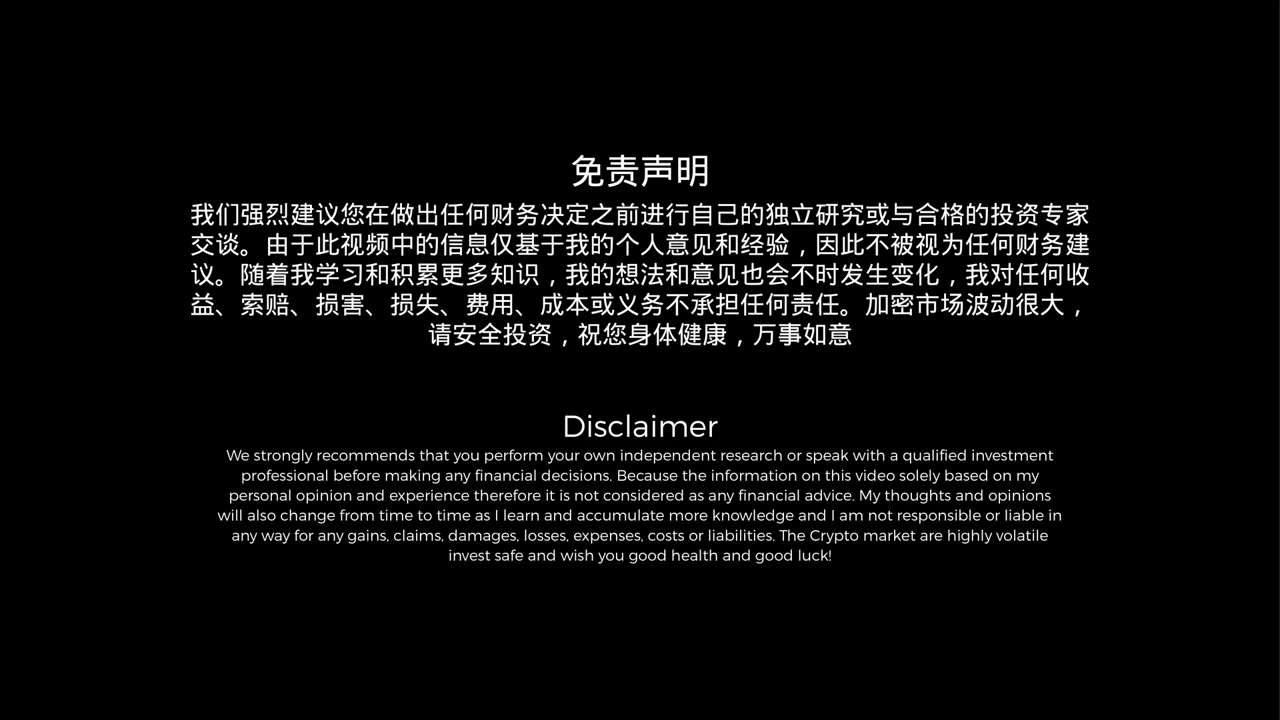 免责声明
我们强烈建议您在做出任何财务决定之前进行自己的独立研究或与合格的投资专家
交谈。由于此视频中的信息仅基于我的个人意见和经验，因此不被视为任何财务建
议。随着我学习和积累更多知识，我的想法和意见也会不时发生变化，我对任何收
益、索赔、损害、损失、费用、成本或义务不承担任何责任。加密市场波动很大，
请安全投资，祝您身体健康，万事如意
Disclaimer
We strongly recommends that you perform your own independent research or speak with a qualified investment
professional before making any financial decisions. Because the information on this video solely based on my
personal opinion and experience therefore it is not considered as any financial advice. My thoughts and opinions
will also change from time to time as I learn and accumulate more knowledge and I am not responsible or liable in
any way for any gains, claims, damages, losses, expenses, costs or liabilities. The Crypto market are highly volatile
invest safe and wish you good health and good luck!